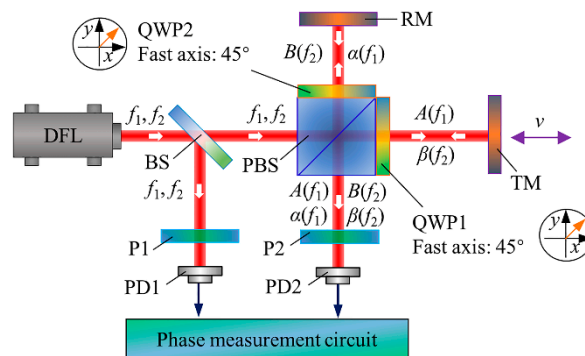 y
x
QWP2
Fast axis: 45°
RM
B(f₂)
α(f₁)
DFL
f₁, f₂
f₁, f₂
BS
PBS
A(f₁)
β(f₂)
v
TM
f₁, f₂
A(f₁)
B(f₂)
α(f₁)
β(f₂)
QWP1
Fast axis: 45°
y
x
P1
P2
PD1
PD2
Phase measurement circuit